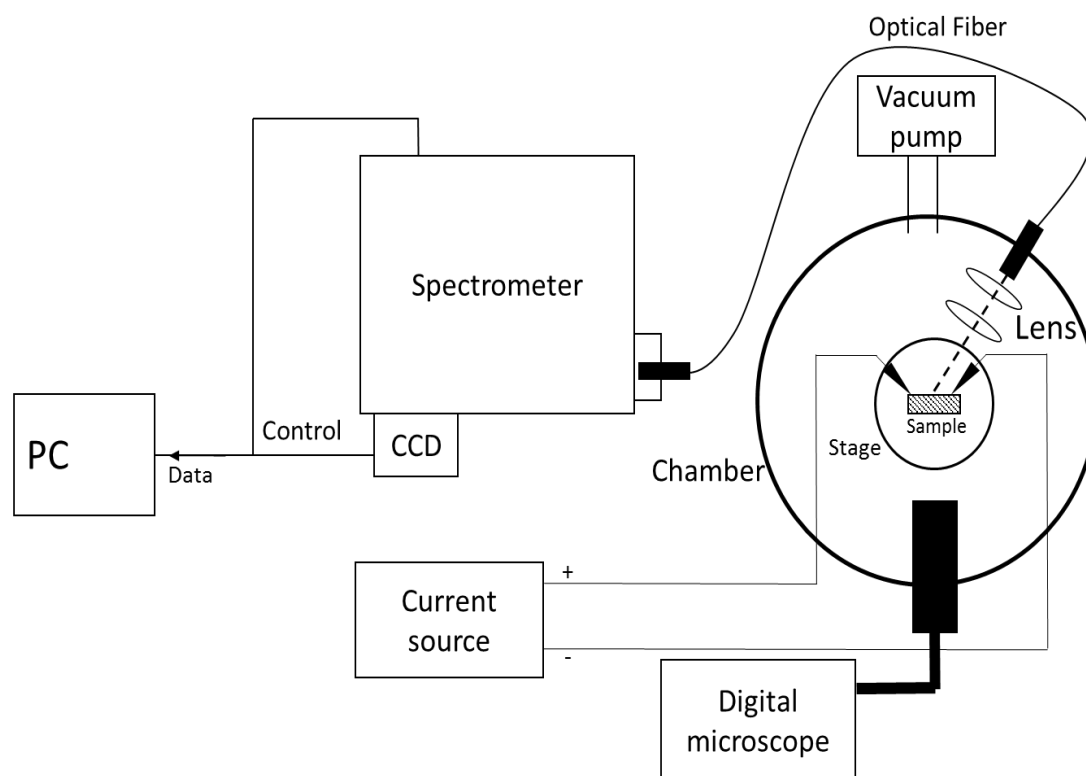 Optical Fiber
Vacuum
pump
Spectrometer
Lens
Sample
Stage
Chamber
Control
CCD
PC
Data
+
Current
source
-
Digital
microscope